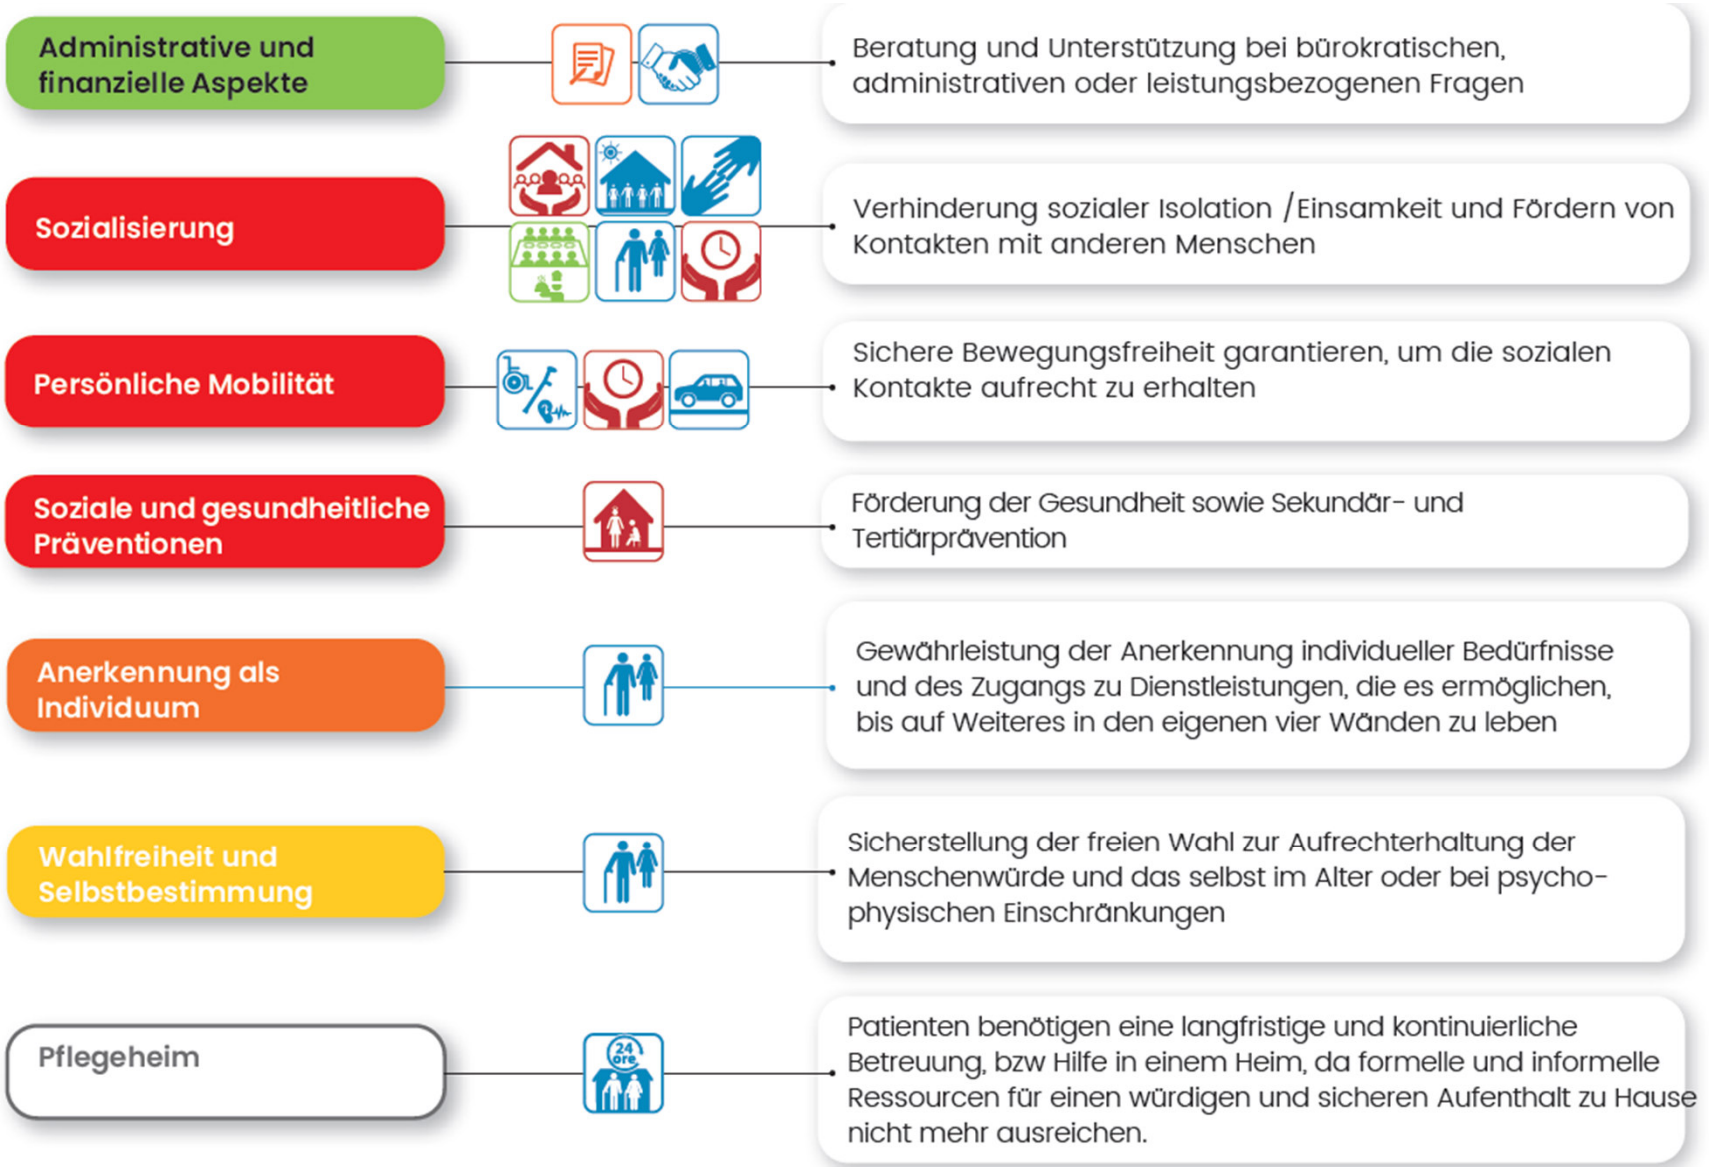 Administrative und
finanzielle Aspekte
Beratung und Unterstützung bei bürokratischen,
administrativen oder leistungsbezogenen Fragen
Sozialisierung
Verhinderung sozialer Isolation /Einsamkeit und Fördern von
Kontakten mit anderen Menschen
Persönliche Mobilität
Sichere Bewegungsfreiheit garantieren, um die sozialen
Kontakte aufrecht zu erhalten
Soziale und gesundheitliche
Präventionen
Förderung der Gesundheit sowie Sekundär- und
Tertiärprävention
Anerkennung als
Individuum
Gewährleistung der Anerkennung individueller Bedürfnisse
und des Zugangs zu Dienstleistungen, die es ermöglichen,
bis auf Weiteres in den eigenen vier Wänden zu leben
Wahlfreiheit und
Selbstbestimmung
Sicherstellung der freien Wahl zur Aufrechterhaltung der
Menschenwürde und das selbst im Alter oder bei psycho-
physischen Einschränkungen
Pflegeheim
24
ore
Patienten benötigen eine langfristige und kontinuierliche
Betreuung, bzw Hilfe in einem Heim, da formelle und informelle
Ressourcen für einen würdigen und sicheren Aufenthalt zu Hause
nicht mehr ausreichen.